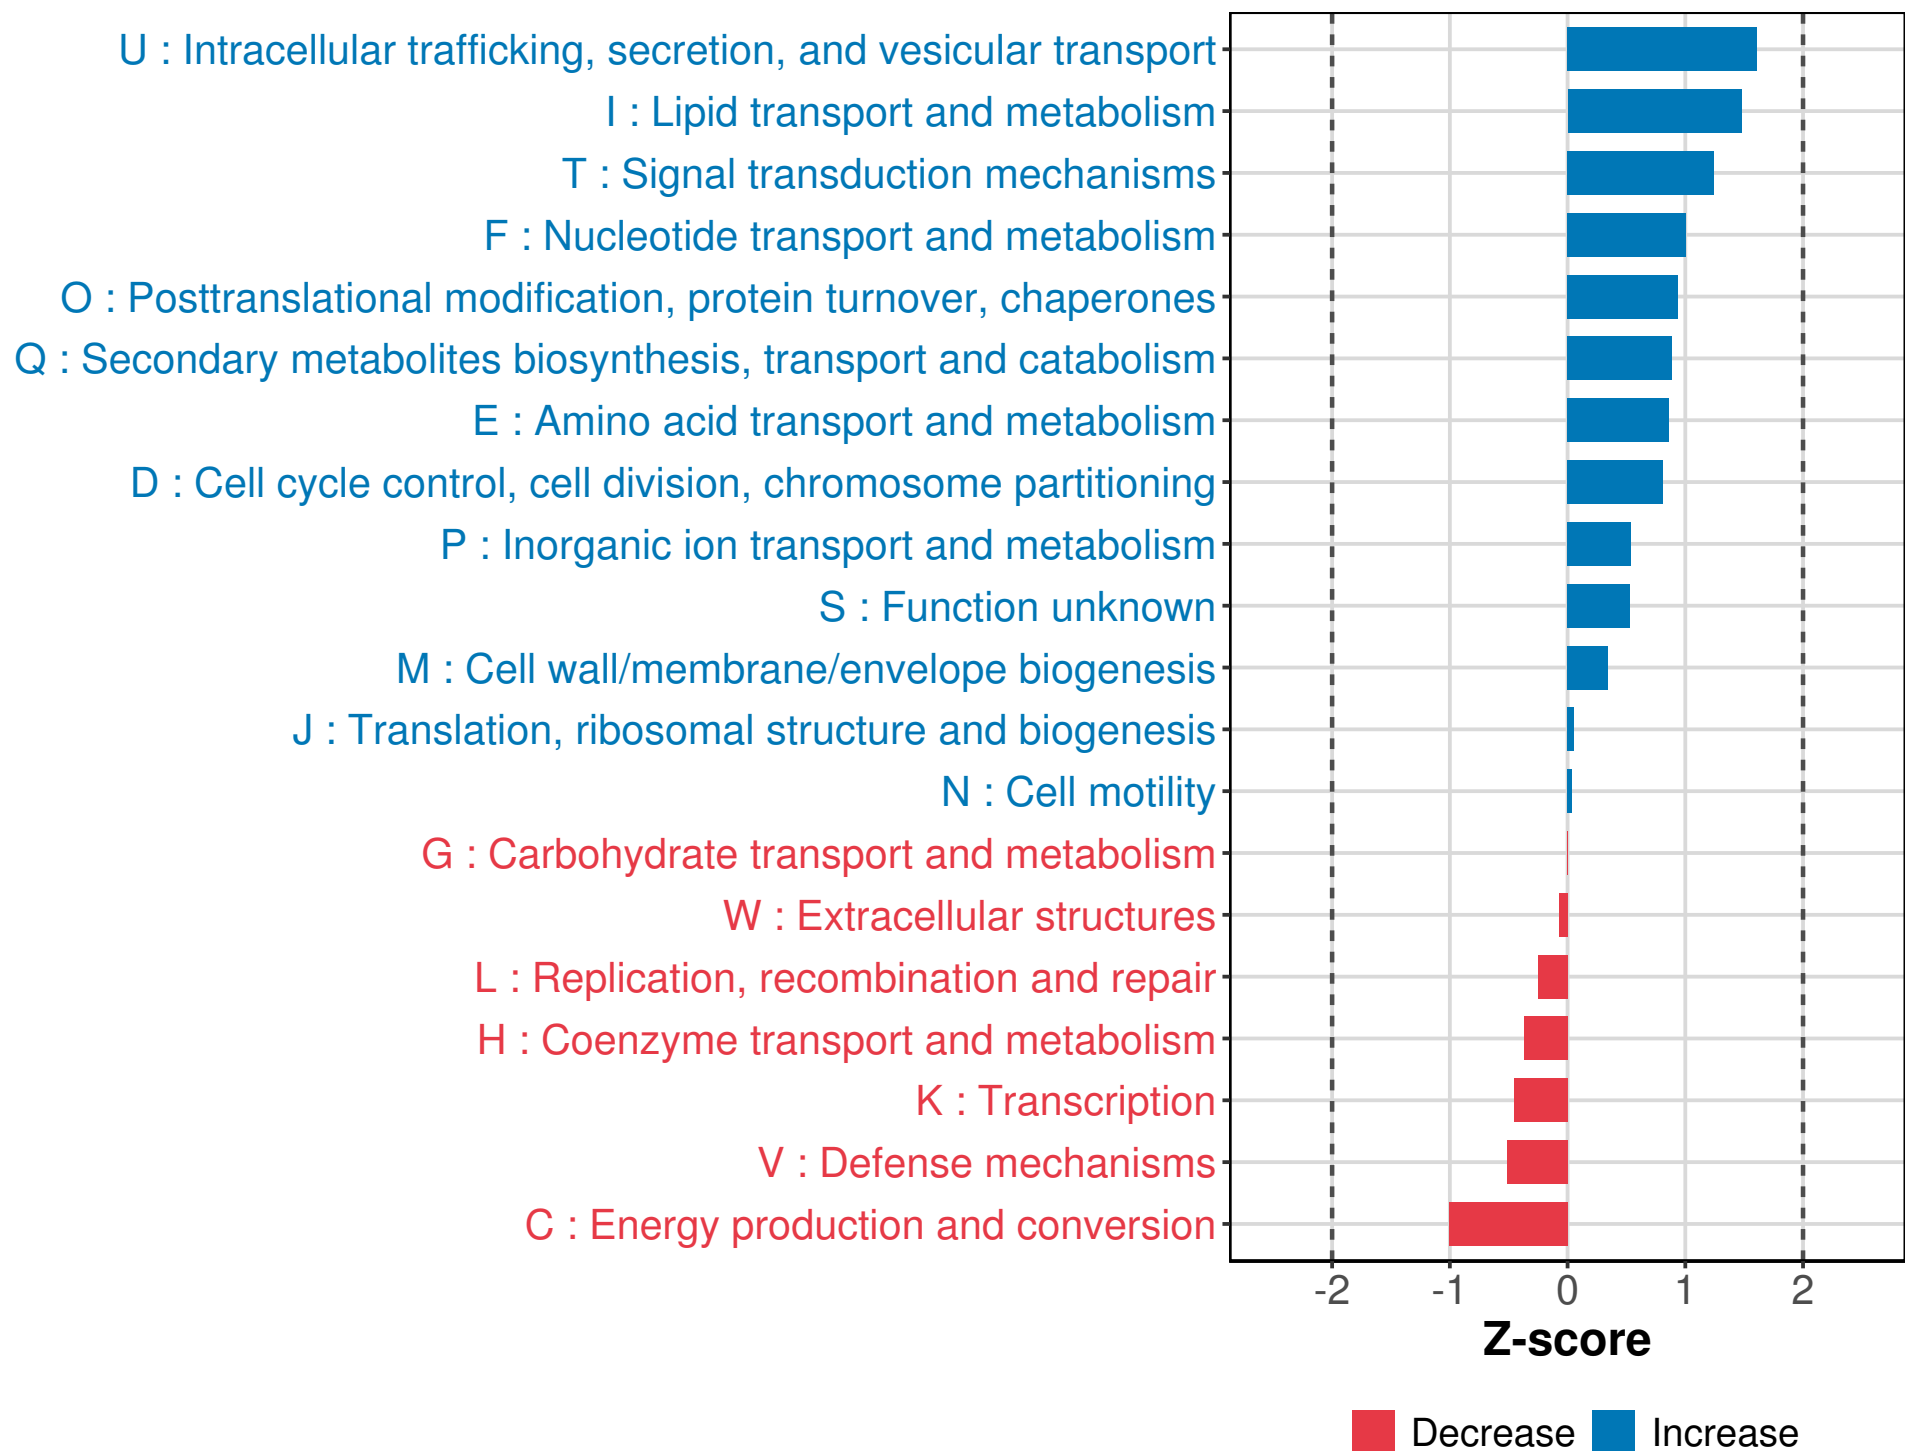 U : Intracellular trafficking, secretion, and vesicular transport
I : Lipid transport and metabolism
T : Signal transduction mechanisms
F : Nucleotide transport and metabolism
O : Posttranslational modification, protein turnover, chaperones
Q : Secondary metabolites biosynthesis, transport and catabolism
E : Amino acid transport and metabolism
D : Cell cycle control, cell division, chromosome partitioning
P : Inorganic ion transport and metabolism
S : Function unknown
M : Cell wall/membrane/envelope biogenesis
J : Translation, ribosomal structure and biogenesis
N : Cell motility
G : Carbohydrate transport and metabolism
W : Extracellular structures
L : Replication, recombination and repair
H : Coenzyme transport and metabolism
K : Transcription
V : Defense mechanisms
C : Energy production and conversion
-2 -1 0 1 2
Z-score
Decrease Increase